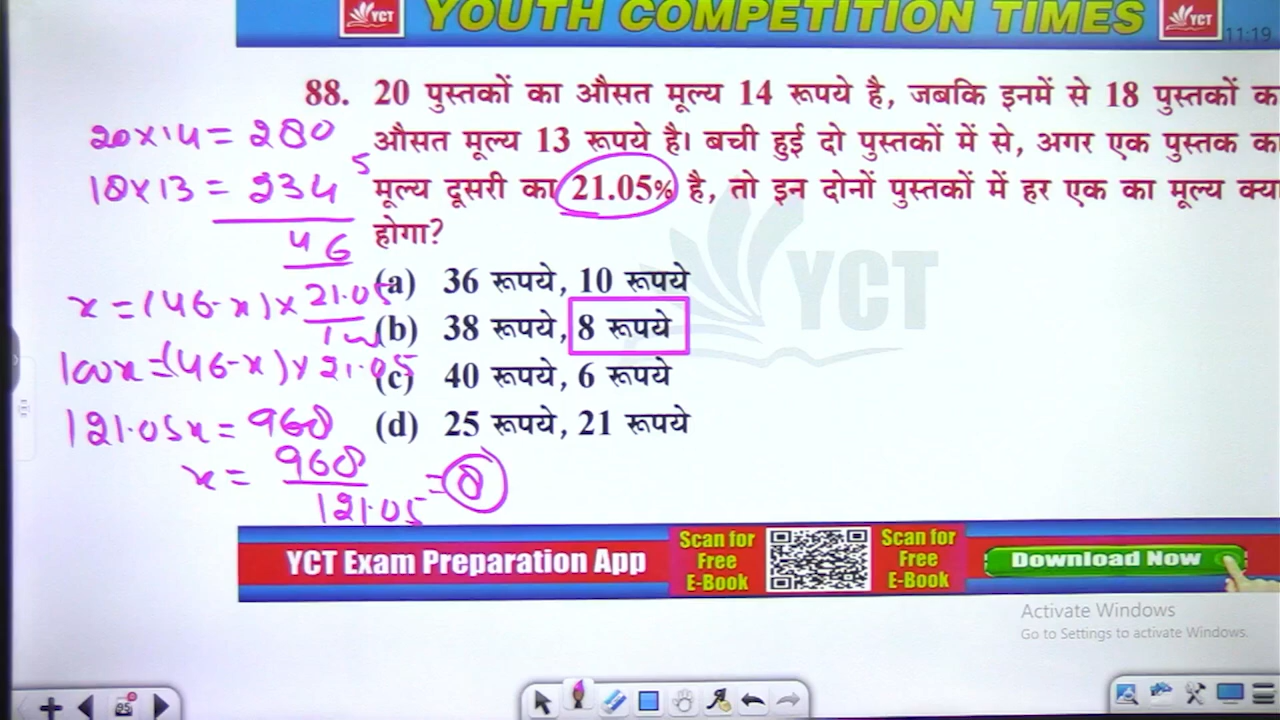 YCT
YOUTH COMPETITION TIMES
YCT
11:19
88. 20 पुस्तकों का औसत मूल्य 14 रूपये है, जबकि इनमें से 18 पुस्तकों क
औसत मूल्य 13 रूपये है। बची हुई दो पुस्तकों में से, अगर एक पुस्तक का
मूल्य दूसरी का 21.05% है, तो इन दोनों पुस्तकों में हर एक का मूल्य क्या
होगा?
(a) 36 रूपये, 10 रूपये
(b) 38 रूपये, 8 रूपये
(c) 40 रूपये, 6 रूपये
(d) 25 रूपये, 21 रूपये
YCT
20×14=280
18×13=234
5
46
x=(46-x)×21.05
100x=(46-x)×21.05
121.05x=968
x=968
121.05
=8
YCT Exam Preparation App
Scan for
Free
E-Book
Scan for
Free
E-Book
Download Now
Activate Windows
Go to Settings to activate Windows.
95